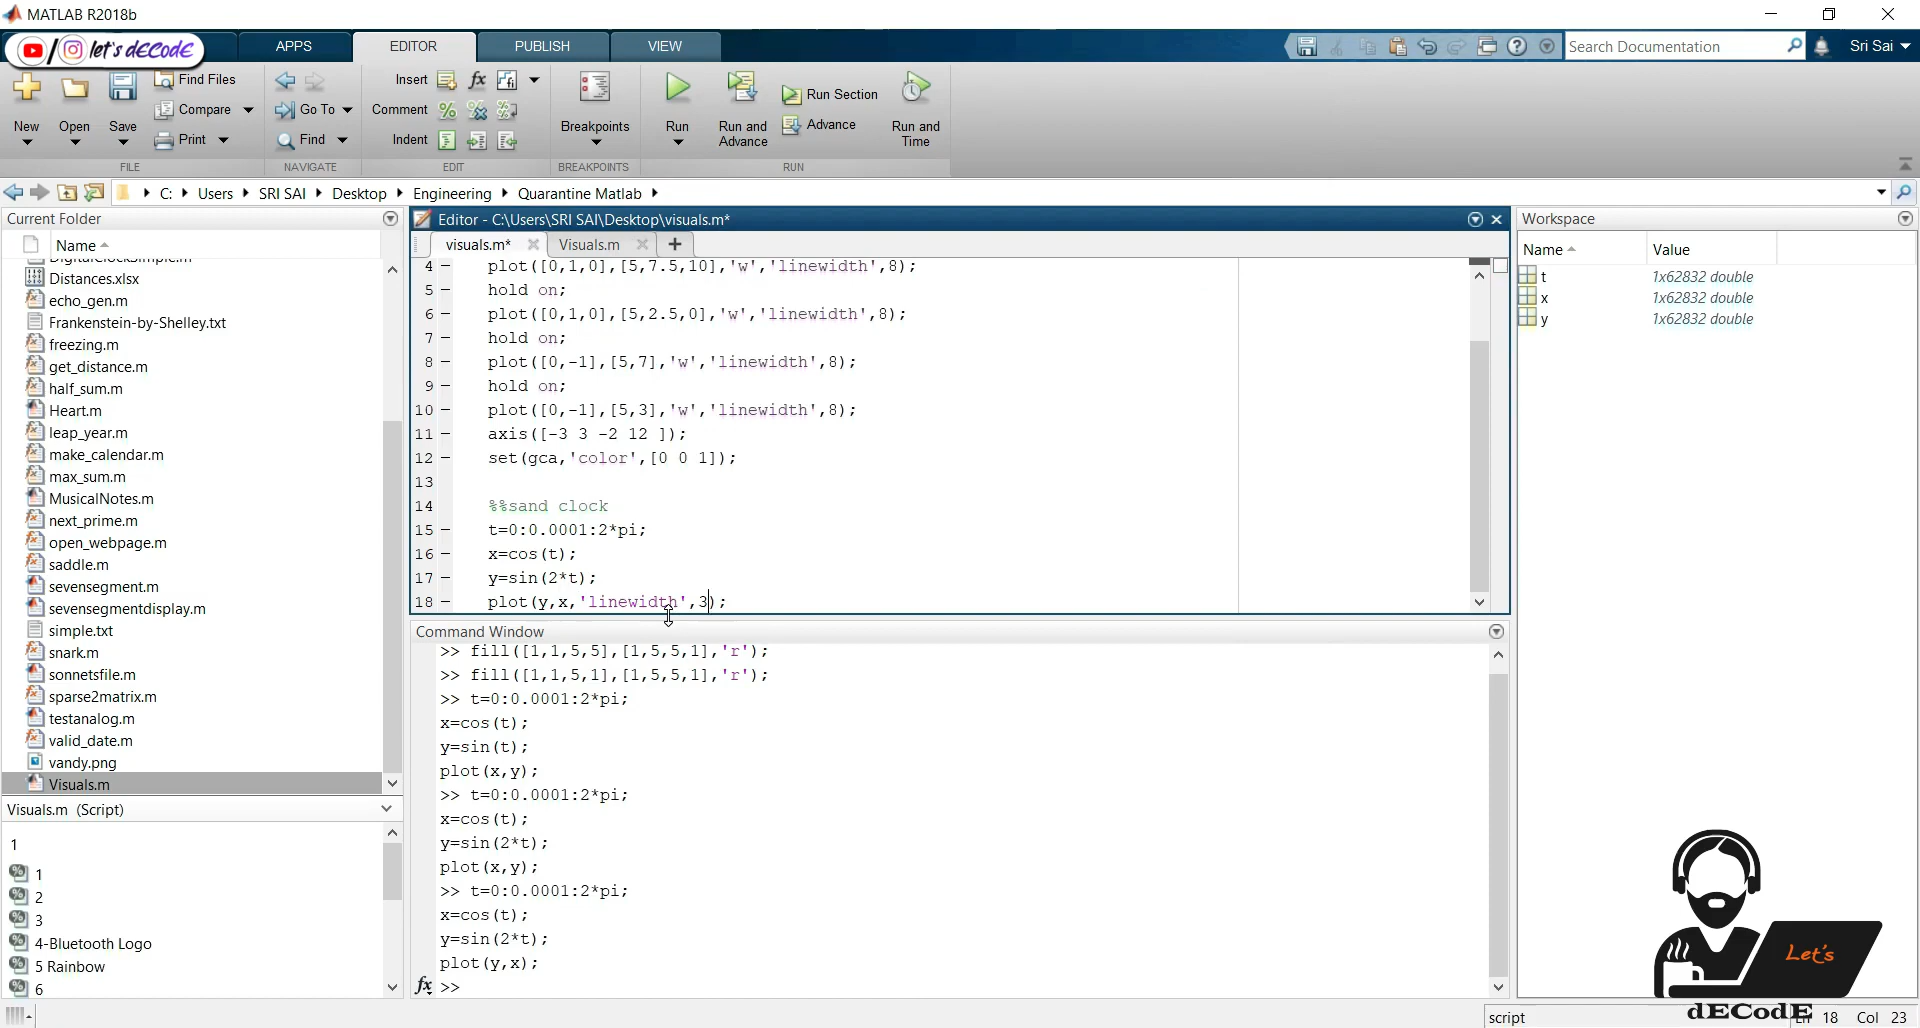 MATLAB R2018b
let's dECodE
APPS
EDITOR
PUBLISH
VIEW
Search Documentation
Sri Sai
New
Open
Save
Find Files
Compare
Print
FILE
Go To
Find
NAVIGATE
Insert
Comment
Indent
EDIT
Breakpoints
BREAKPOINTS
Run
Run and
Advance
Run Section
Advance
Run and
Time
RUN
C: Users SRI SAI Desktop Engineering Quarantine Matlab
Current Folder
Name
DigitalClockSimple.m
Distances.xlsx
echo_gen.m
Frankenstein-by-Shelley.txt
freezing.m
get_distance.m
half_sum.m
Heart.m
leap_year.m
make_calendar.m
max_sum.m
MusicalNotes.m
next_prime.m
open_webpage.m
saddle.m
sevensegment.m
sevensegmentdisplay.m
simple.txt
snark.m
sonnetsfile.m
sparse2matrix.m
testanalog.m
valid_date.m
vandy.png
Visuals.m
Visuals.m (Script)
1
1
2
3
4-Bluetooth Logo
5 Rainbow
6
Editor - C:\Users\SRI SAI\Desktop\visuals.m*
visuals.m*
Visuals.m
4 – plot([0,1,0],[5,7.5,10],'w','linewidth',8);
5 – hold on;
6 – plot([0,1,0],[5,2.5,0],'w','linewidth',8);
7 – hold on;
8 – plot([0,-1],[5,7],'w','linewidth',8);
9 – hold on;
10 – plot([0,-1],[5,3],'w','linewidth',8);
11 – axis([-3 3 -2 12 ]);
12 – set(gca,'color',[0 0 1]);
13
14 %%sand clock
15 – t=0:0.0001:2*pi;
16 – x=cos(t);
17 – y=sin(2*t);
18 – plot(y,x,'linewidth',3);
Command Window
>> fill([1,1,5,5],[1,5,5,1],'r');
>> fill([1,1,5,1],[1,5,5,1],'r');
>> t=0:0.0001:2*pi;
x=cos(t);
y=sin(t);
plot(x,y);
>> t=0:0.0001:2*pi;
x=cos(t);
y=sin(2*t);
plot(x,y);
>> t=0:0.0001:2*pi;
x=cos(t);
y=sin(2*t);
plot(y,x);
fx >>
Workspace
Name Value
t 1x62832 double
x 1x62832 double
y 1x62832 double
Let's
dECodE
script
Ln 18 Col 23